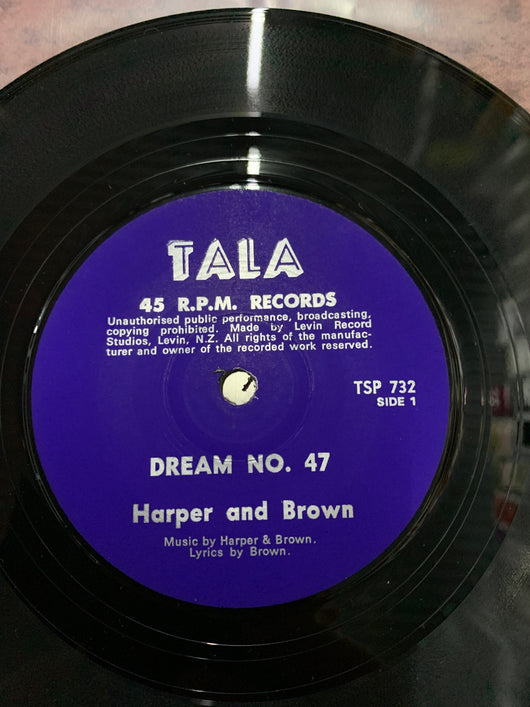 TALA
45 R.P.M. RECORDS
Unauthorised public performance, broadcasting,
copying prohibited. Made by Levin Record
Studios, Levin, N.Z. All rights of the manufac-
turer and owner of the recorded work reserved.
TSP 732
SIDE 1
DREAM NO. 47
Harper and Brown
Music by Harper & Brown.
Lyrics by Brown.